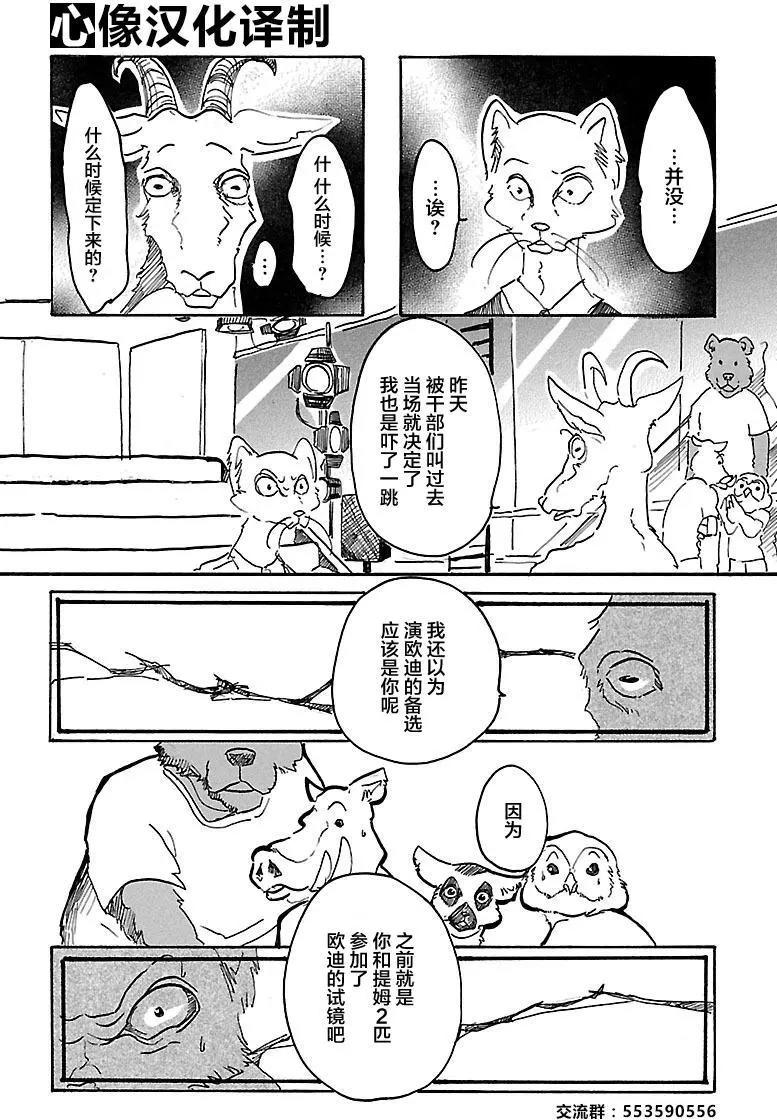 心像汉化译制
…并没…
…诶？
什什么时候…？
…
什么时候定下来的？
昨天
被干部们叫过去
当场就决定了
我也是吓了一跳
我还以为
演欧迪的备选
应该是你呢
因为
之前就是
你和提姆2匹
参加了
欧迪的试镜吧
交流群：553590556